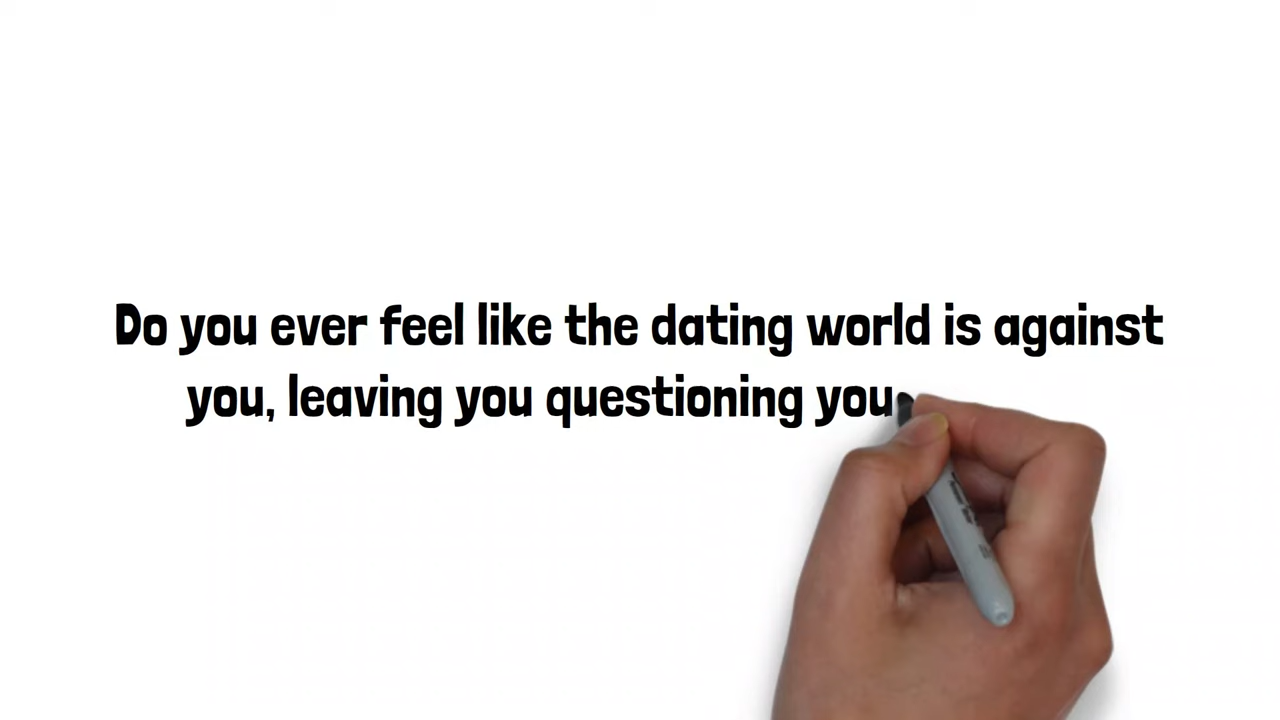 Do you ever feel like the dating world is against
you, leaving you questioning you